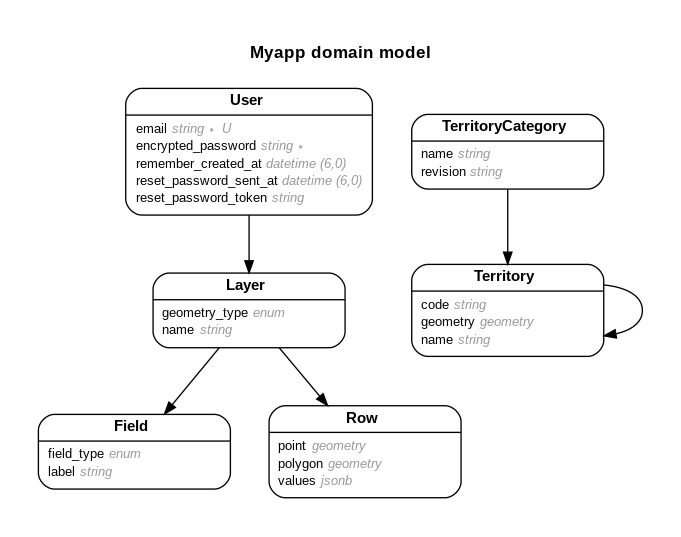 Myapp domain model
User
email string ∗ U
encrypted_password string ∗
remember_created_at datetime (6,0)
reset_password_sent_at datetime (6,0)
reset_password_token string
TerritoryCategory
name string
revision string
Layer
geometry_type enum
name string
Territory
code string
geometry geometry
name string
Field
field_type enum
label string
Row
point geometry
polygon geometry
values jsonb